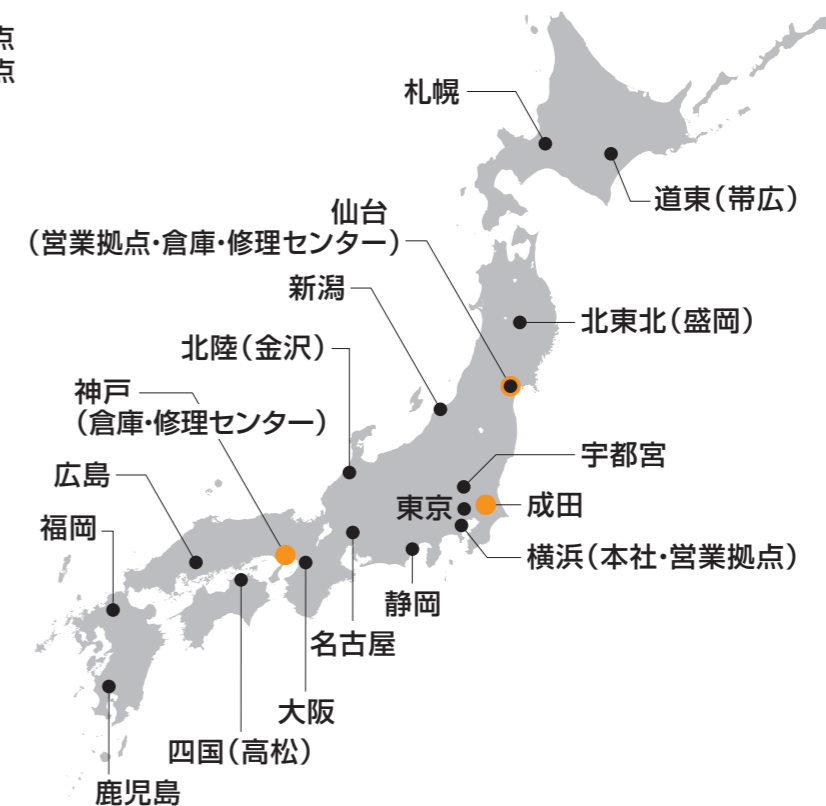 点
点
札幌
道東(帯広)
仙台
(営業拠点・倉庫・修理センター)
新潟
北東北(盛岡)
北陸(金沢)
神戸
(倉庫・修理センター)
宇都宮
広島
東京
成田
福岡
横浜(本社・営業拠点)
静岡
名古屋
大阪
四国(高松)
鹿児島